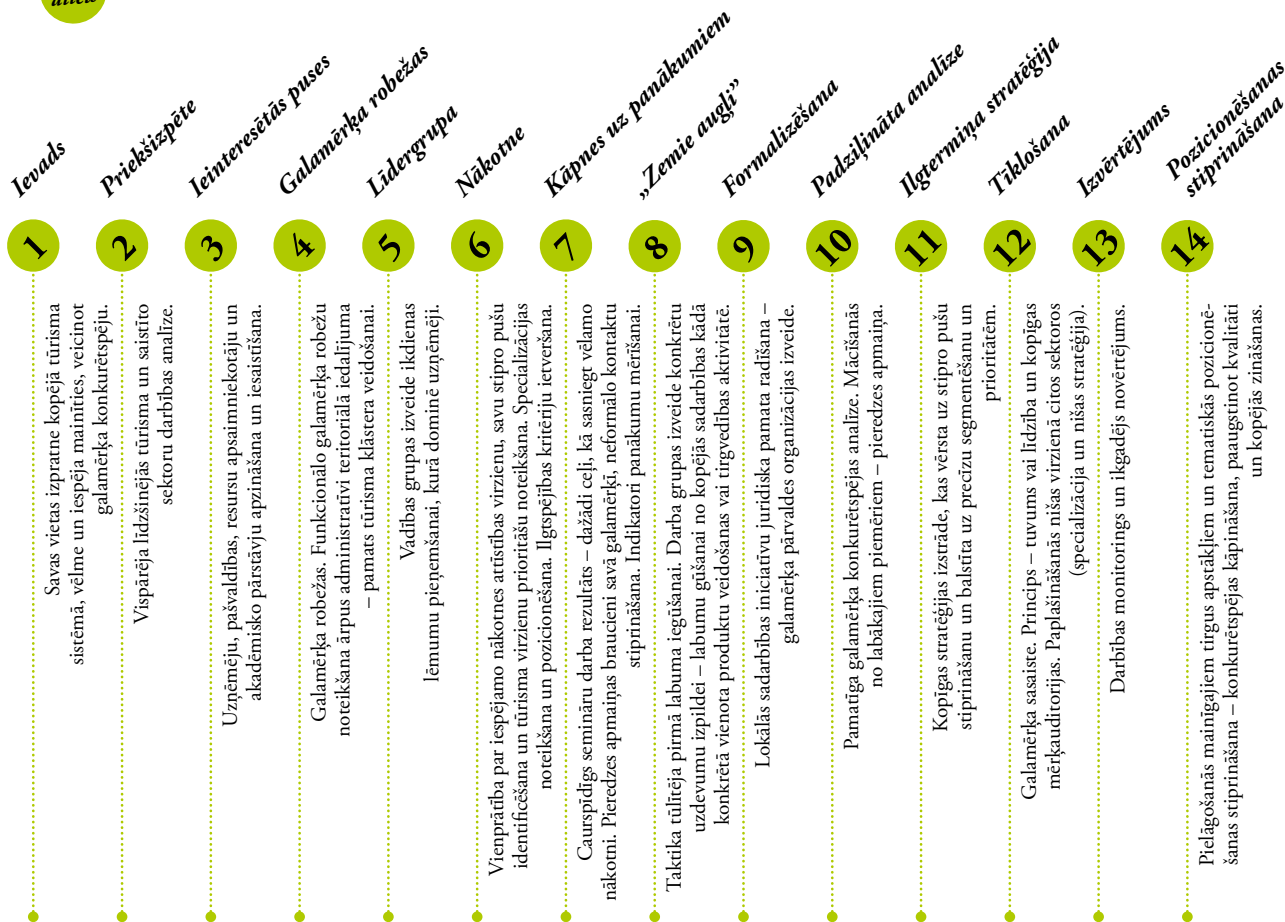 attēls
Ievads
1
Savas vietas izpratne kopējā tūrisma
sistēmā, vēlme un iespēja mainīties, veicinot
galamērķa konkurētspēju.
Priekšizpēte
2
Vispārēja līdzšinējās tūrisma un saistīto
sektoru darbības analīze.
Ieinteresētās puses
3
Uzņēmēju, pašvaldības, resursu apsaimniekotāju un
akadēmisko pārstāvju apzināšana un iesaistīšana.
Galamērķa robežas
4
Galamērķa robežas. Funkcionālo galamērķa robežu
noteikšana ārpus administratīvi teritoriālā iedalījuma
– pamats tūrisma klāstera veidošanai.
Līdergrupa
5
Vadības grupas izveide ikdienas
lēmumu pieņemšanai, kurā dominē uzņēmēji.
Nākotne
6
Vienprātība par iespējamo nākotnes attīstības virzienu, savu stipro pušu
identificēšana un tūrisma virzienu prioritāšu noteikšana. Specializācijas
noteikšana un pozicionēšana. Ilgtspējības kritēriju ietveršana.
Kāpnes uz panākumiem
7
Caurspīdīgs semināru darba rezultāts – dažādi ceļi, kā sasniegt vēlamo
nākotni. Pieredzes apmaiņas braucieni savā galamērķī, neformālo kontaktu
stiprināšana. Indikatori panākumu mērīšanai.
„Zemie augļi”
8
Taktika tūlītēja pirmā labuma iegūšanai. Darba grupas izveide konkrētu
uzdevumu izpildei – labumu gūšanai no kopējās sadarbības kādā
konkrētā vienota produktu veidošanas vai tirgvedības aktivitātē.
Formalizēšana
9
Lokālās sadarbības iniciatīvu juridiska pamata radīšana –
galamērķa pārvaldes organizācijas izveide.
Padziļināta analīze
10
Pamatīga galamērķa konkurētspējas analīze. Mācīšanās
no labākajiem piemēriem – pieredzes apmaiņa.
Ilgtermiņa stratēģija
11
Kopīgas stratēģijas izstrāde, kas vērsta uz stipro pušu
stiprināšanu un balstīta uz precīzu segmentēšanu un
prioritātēm.
Tīklošana
12
Galamērķa sasaiste. Princips – tuvums vai līdzība un kopīgas
mērķauditorijas. Paplašināšanās nišas virzienā citos sektoros
(specializācija un nišas stratēģija).
Izvērtējums
13
Darbības monitorings un ikgadējs novērtējums.
Pozicionēšanas
stiprināšana
14
Pielāgošanās mainīgajiem tirgus apstākļiem un tematiskās pozicionē-
šanas stiprināšana – konkurētspējas kāpināšana, paaugstinot kvalitāti
un kopējās zināšanas.